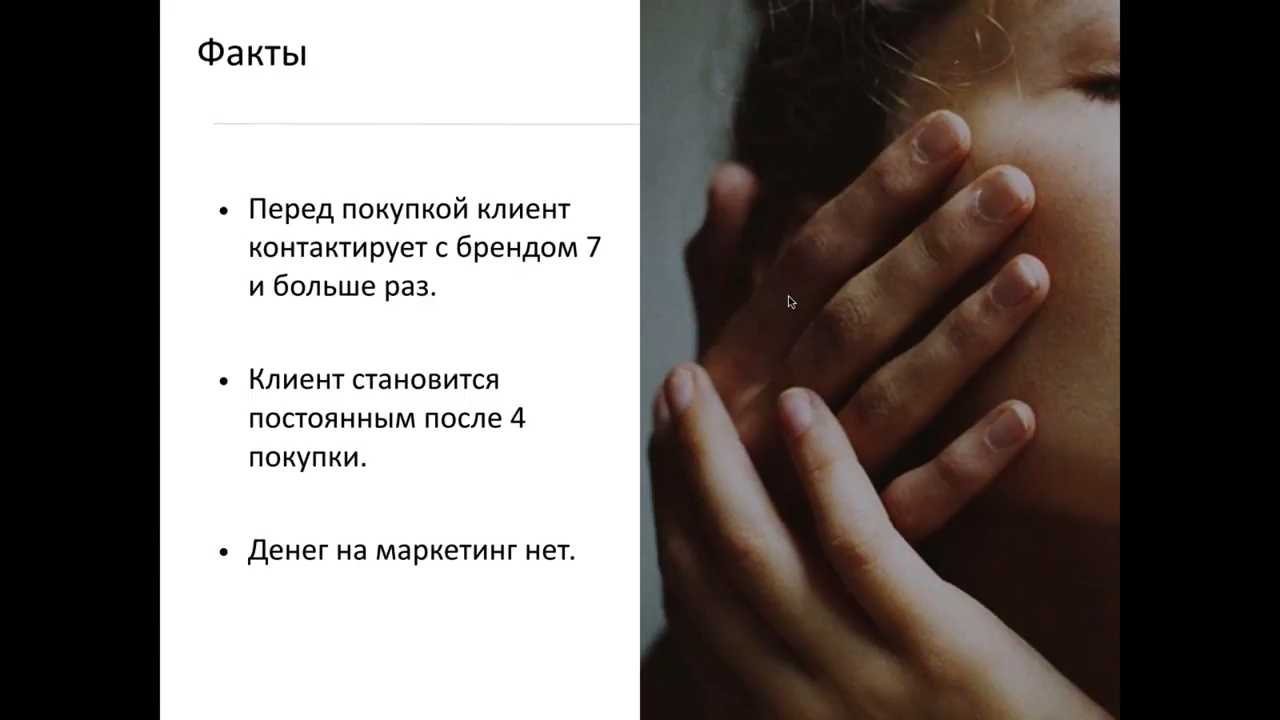 Факты
• Перед покупкой клиент
контактирует с брендом 7
и больше раз.
• Клиент становится
постоянным после 4
покупки.
• Денег на маркетинг нет.